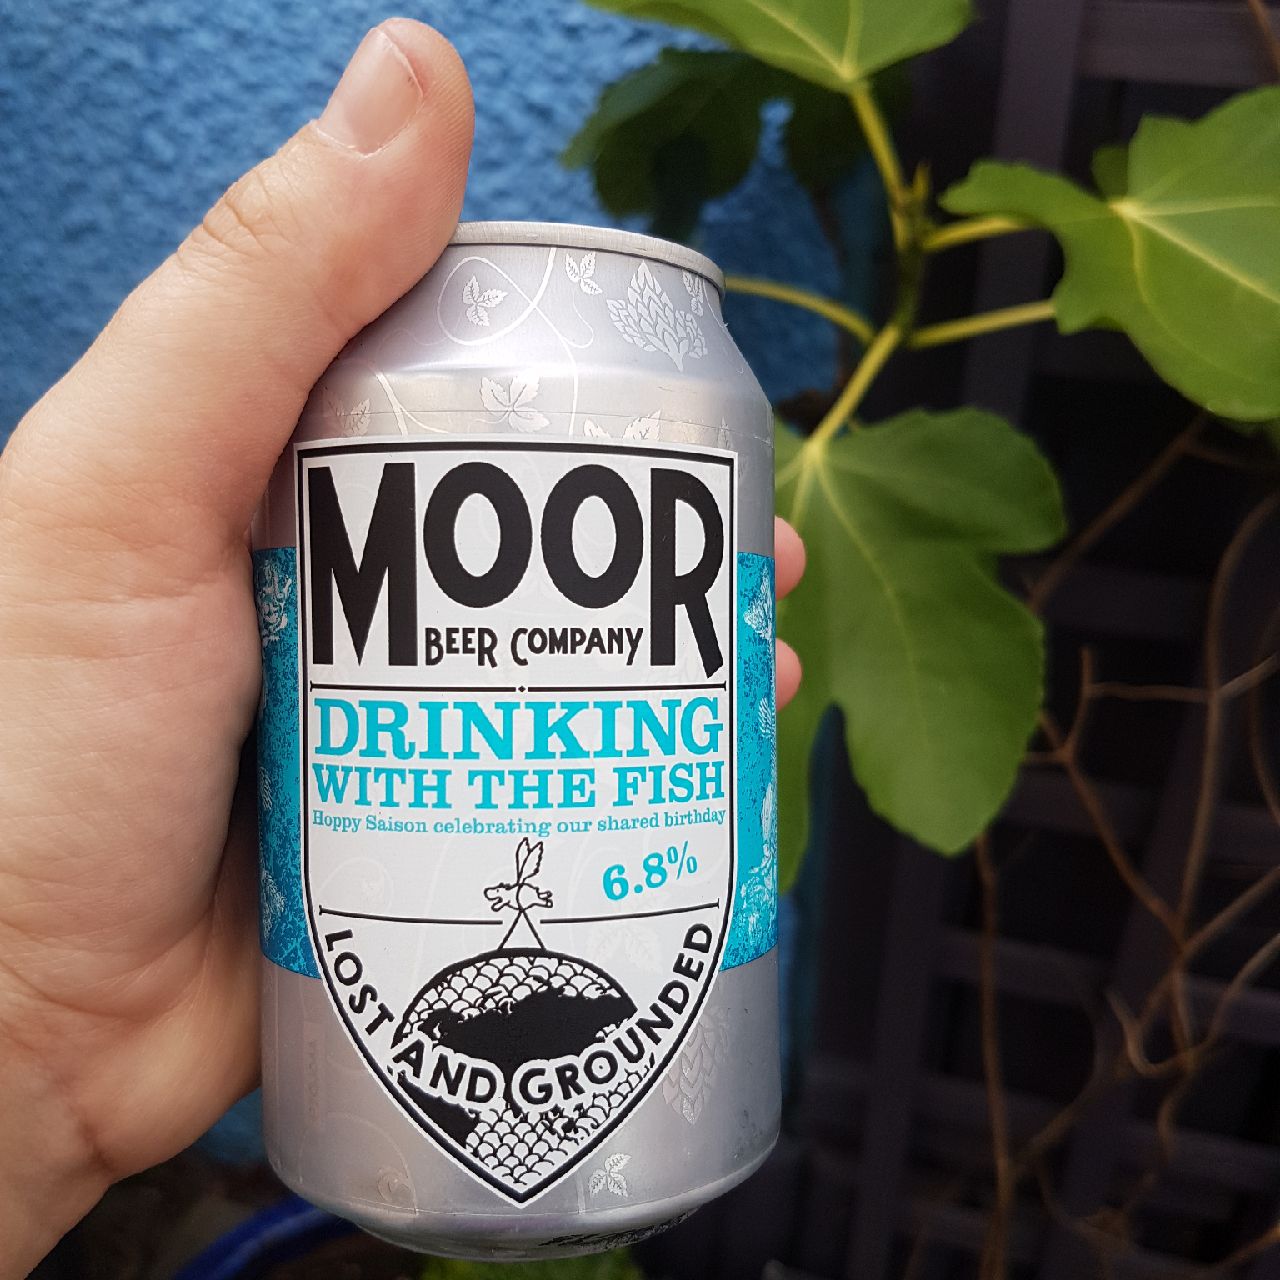 MOOR
BEER COMPANY
DRINKING
WITH THE FISH
Hoppy Saison celebrating our shared birthday
6.8%
LOST AND GROUNDED